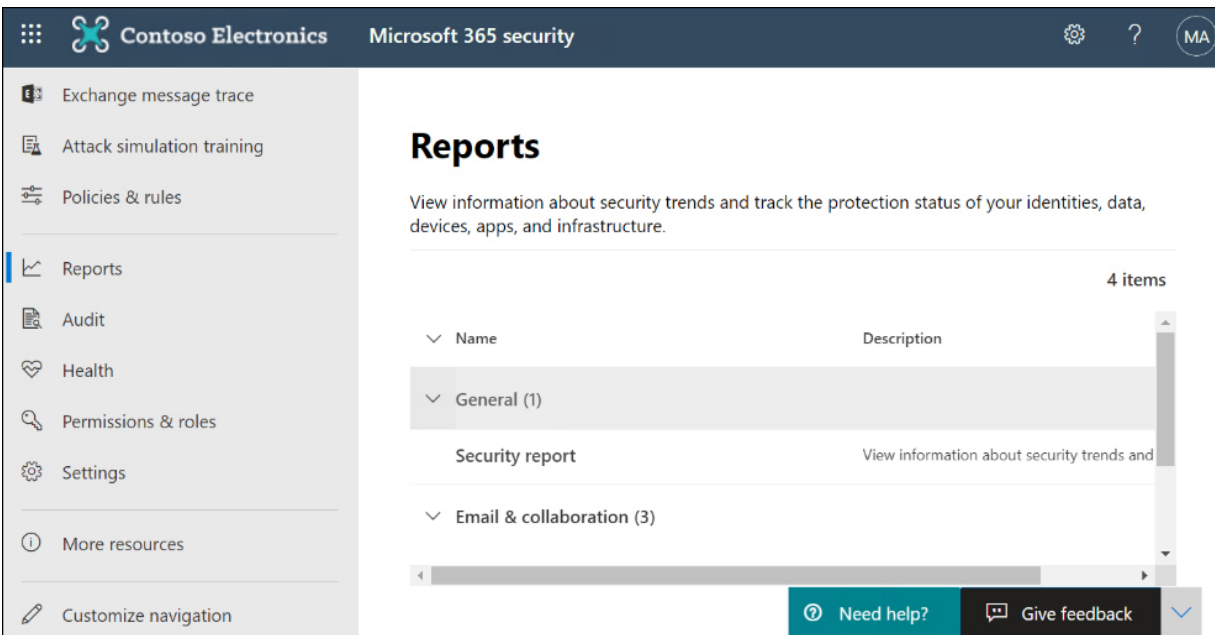 Contoso Electronics Microsoft 365 security ? MA
Exchange message trace
Attack simulation training
Policies & rules
Reports
Audit
Health
Permissions & roles
Settings
More resources
Customize navigation
Reports
View information about security trends and track the protection status of your identities, data,
devices, apps, and infrastructure.
4 items
Name Description
General (1)
Security report View information about security trends and
Email & collaboration (3)
Need help? Give feedback